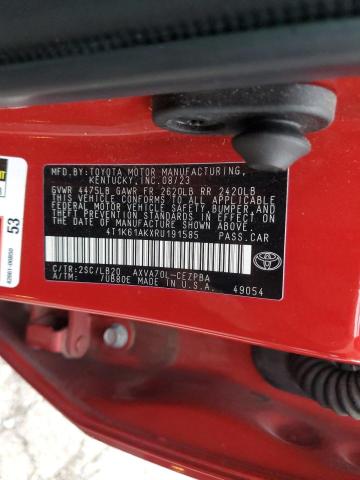 MFD.BY:TOYOTA MOTOR MANUFACTURING,
KENTUCKY,INC.08/23
GVWR 4475LB GAWR FR 2620LB RR 2420LB
THIS VEHICLE CONFORMS TO ALL APPLICABLE
FEDERAL MOTOR VEHICLE SAFETY,BUMPER,AND
THEFT PREVENTION STANDARDS IN EFFECT ON
THE DATE OF MANUFACTURE SHOWN ABOVE.
4T1K61AKXRU191585 PASS.CAR
C/TR:2SC/LB20 AXVA70L-CEZPBA
A/TM: /UB80E MADE IN U.S.A.
49054
TOYOTA
53